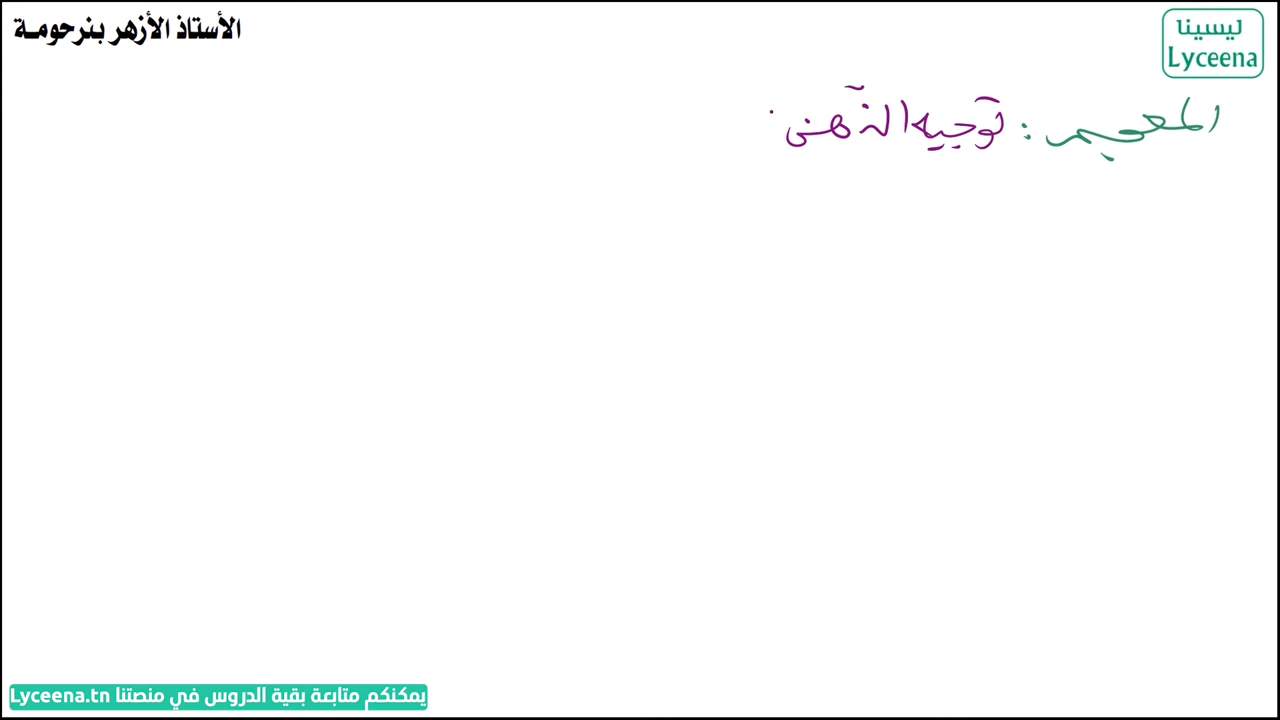 الأستاذ الأزهر بنرحومة
ليسينا
Lyceena
المعجم : توجيه الذهن
يمكنكم متابعة بقية الدروس في منصتنا Lyceena.tn